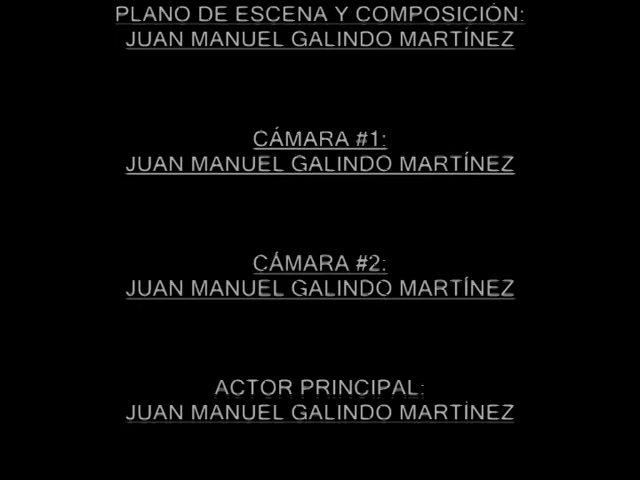 PLANO DE ESCENA Y COMPOSICIÓN:
JUAN MANUEL GALINDO MARTÍNEZ
CÁMARA #1:
JUAN MANUEL GALINDO MARTÍNEZ
CÁMARA #2:
JUAN MANUEL GALINDO MARTÍNEZ
ACTOR PRINCIPAL:
JUAN MANUEL GALINDO MARTÍNEZ